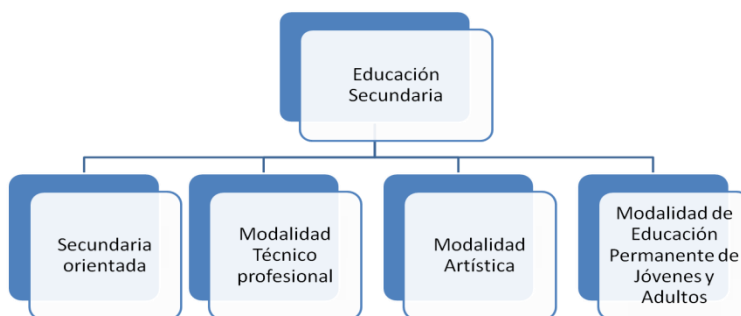 Educación
Secundaria
Secundaria
orientada
Modalidad
Técnico
profesional
Modalidad
Artística
Modalidad de
Educación
Permanente de
Jóvenes y
Adultos